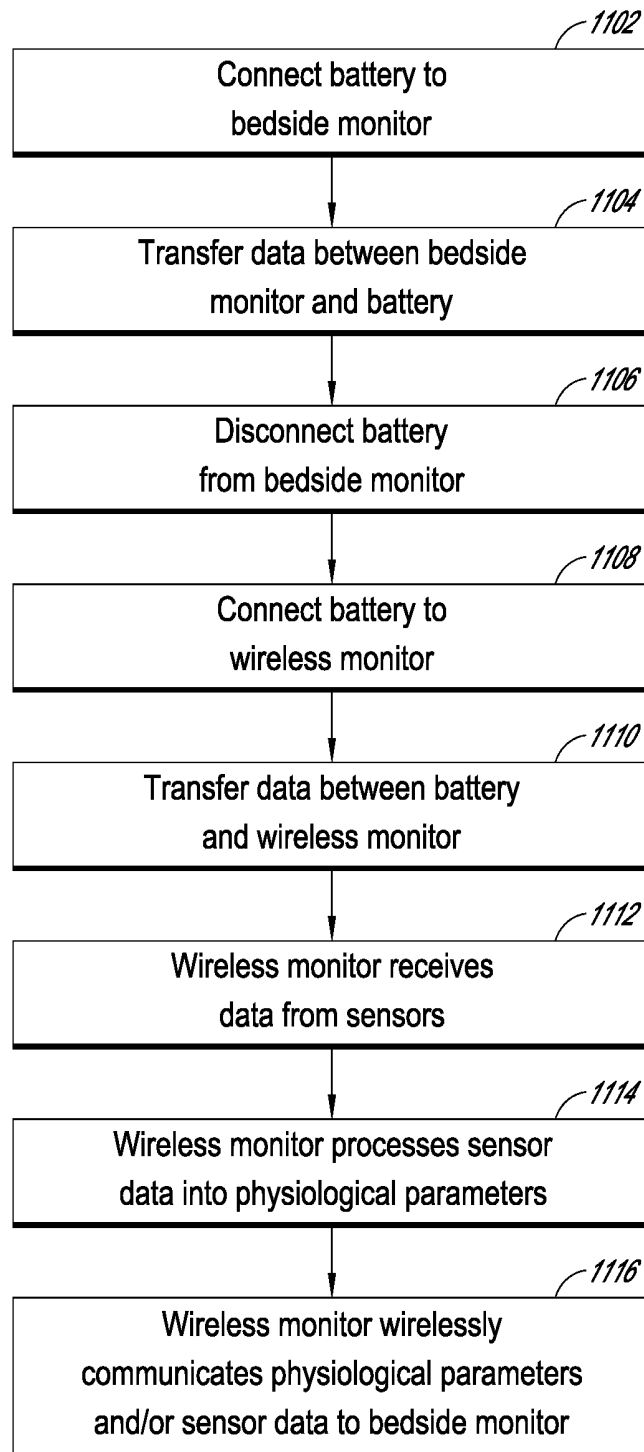 1102
Connect battery to
bedside monitor
1104
Transfer data between bedside
monitor and battery
1106
Disconnect battery
from bedside monitor
1108
Connect battery to
wireless monitor
1110
Transfer data between battery
and wireless monitor
1112
Wireless monitor receives
data from sensors
1114
Wireless monitor processes sensor
data into physiological parameters
1116
Wireless monitor wirelessly
communicates physiological parameters
and/or sensor data to bedside monitor